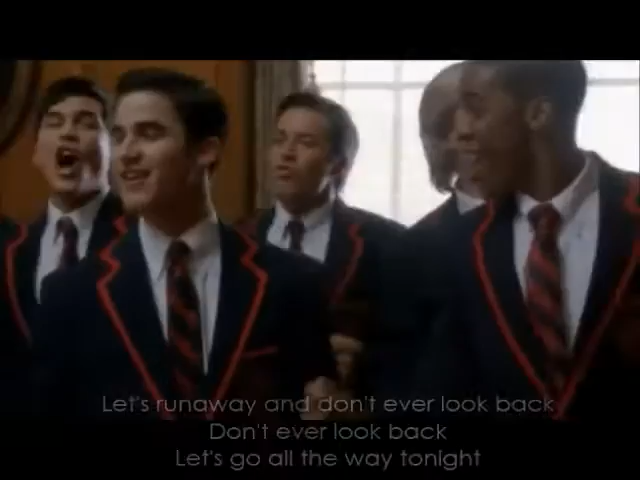 Let's runaway and don't ever look back
Don't ever look back
Let's go all the way tonight